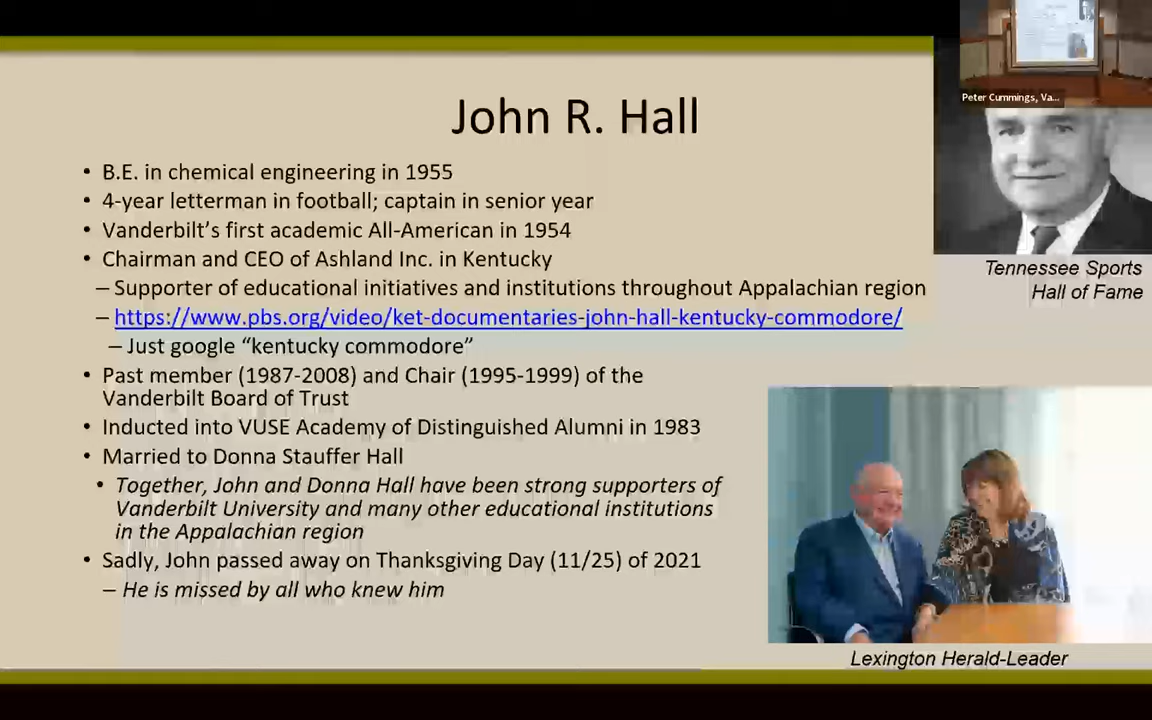 Peter Cummings, Va...
John R. Hall
• B.E. in chemical engineering in 1955
• 4-year letterman in football; captain in senior year
• Vanderbilt's first academic All-American in 1954
• Chairman and CEO of Ashland Inc. in Kentucky
– Supporter of educational initiatives and institutions throughout Appalachian region
– https://www.pbs.org/video/ket-documentaries-john-hall-kentucky-commodore/
– Just google “kentucky commodore”
• Past member (1987-2008) and Chair (1995-1999) of the
Vanderbilt Board of Trust
• Inducted into VUSE Academy of Distinguished Alumni in 1983
• Married to Donna Stauffer Hall
• Together, John and Donna Hall have been strong supporters of
Vanderbilt University and many other educational institutions
in the Appalachian region
• Sadly, John passed away on Thanksgiving Day (11/25) of 2021
– He is missed by all who knew him
Tennessee Sports
Hall of Fame
Lexington Herald-Leader